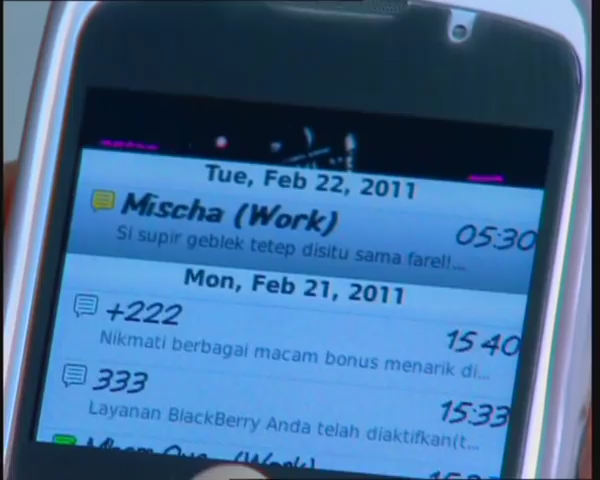 Tue, Feb 22, 2011
Mischa (Work)
05:30
Si supir geblek tetep disitu sama farel!...
Mon, Feb 21, 2011
+222
15:40
Nikmati berbagai macam bonus menarik di...
333
15:33
Layanan BlackBerry Anda telah diaktifkan(t...
(Work)